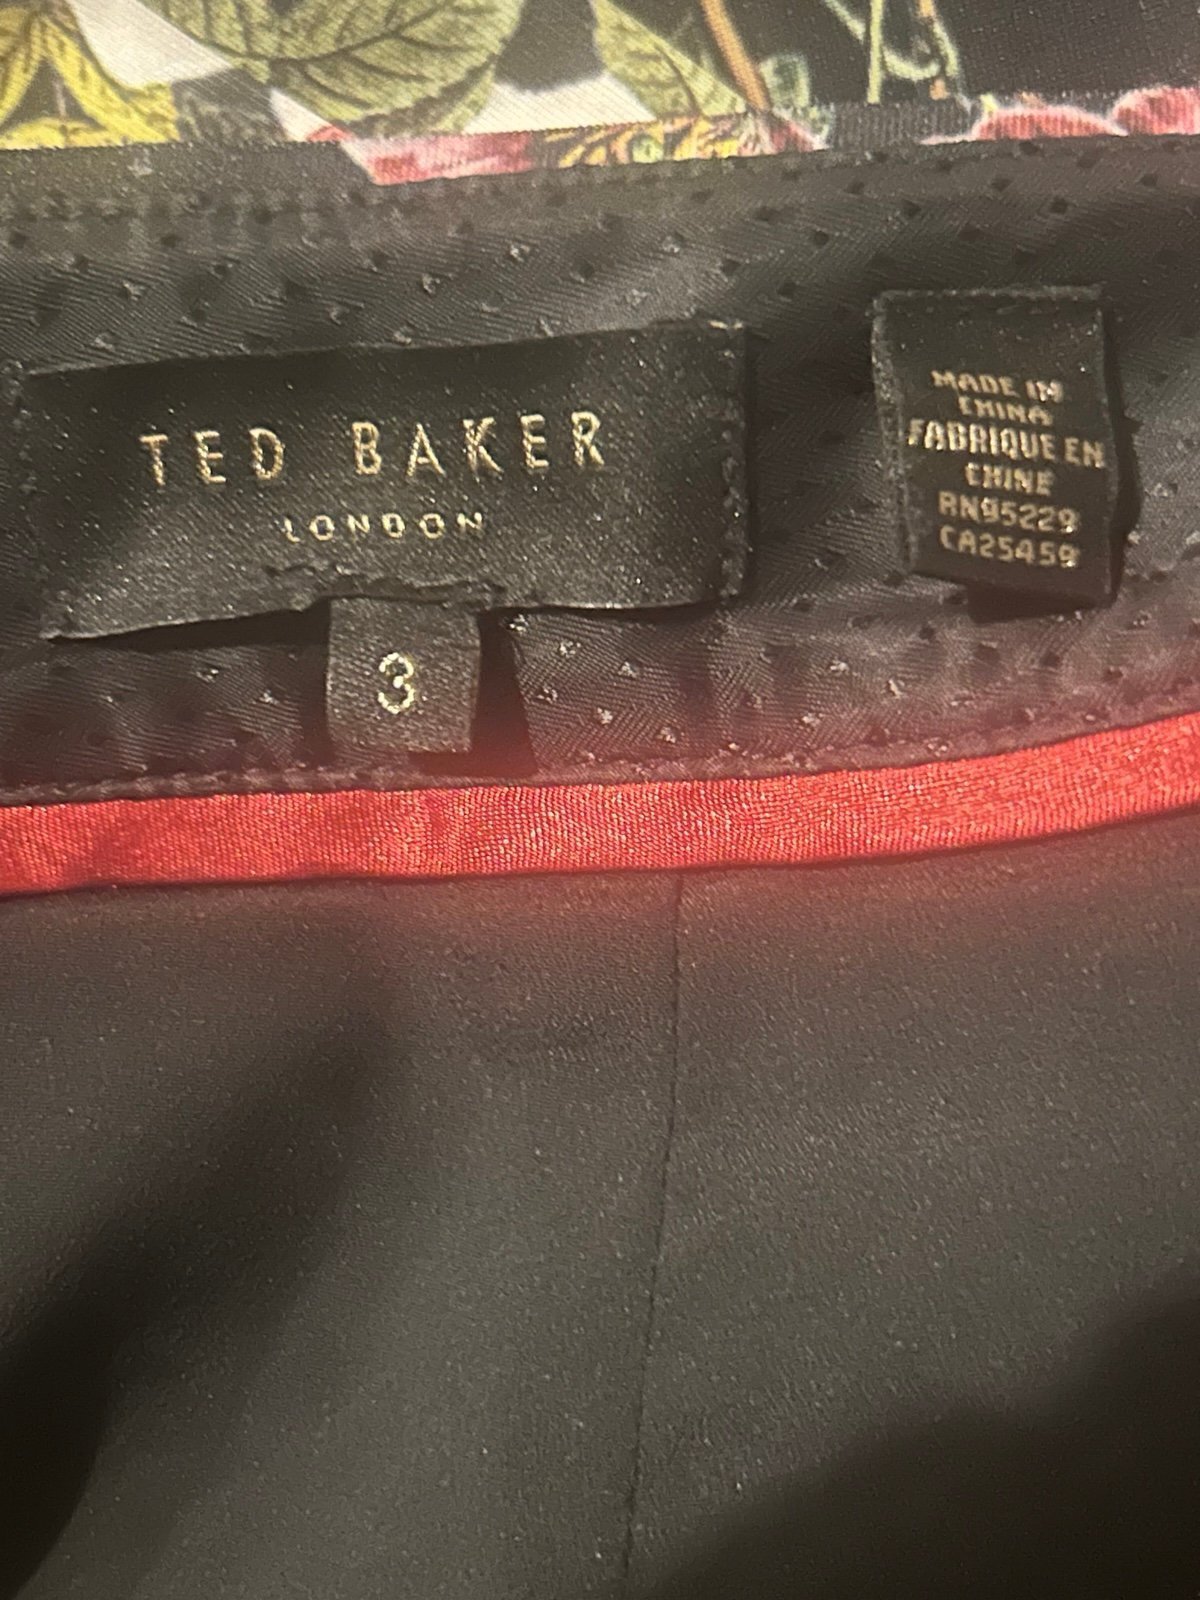 TED BAKER
LONDON
3
MADE IN
CHINA
FABRIQUE EN
CHINE
RN95229
CA25459